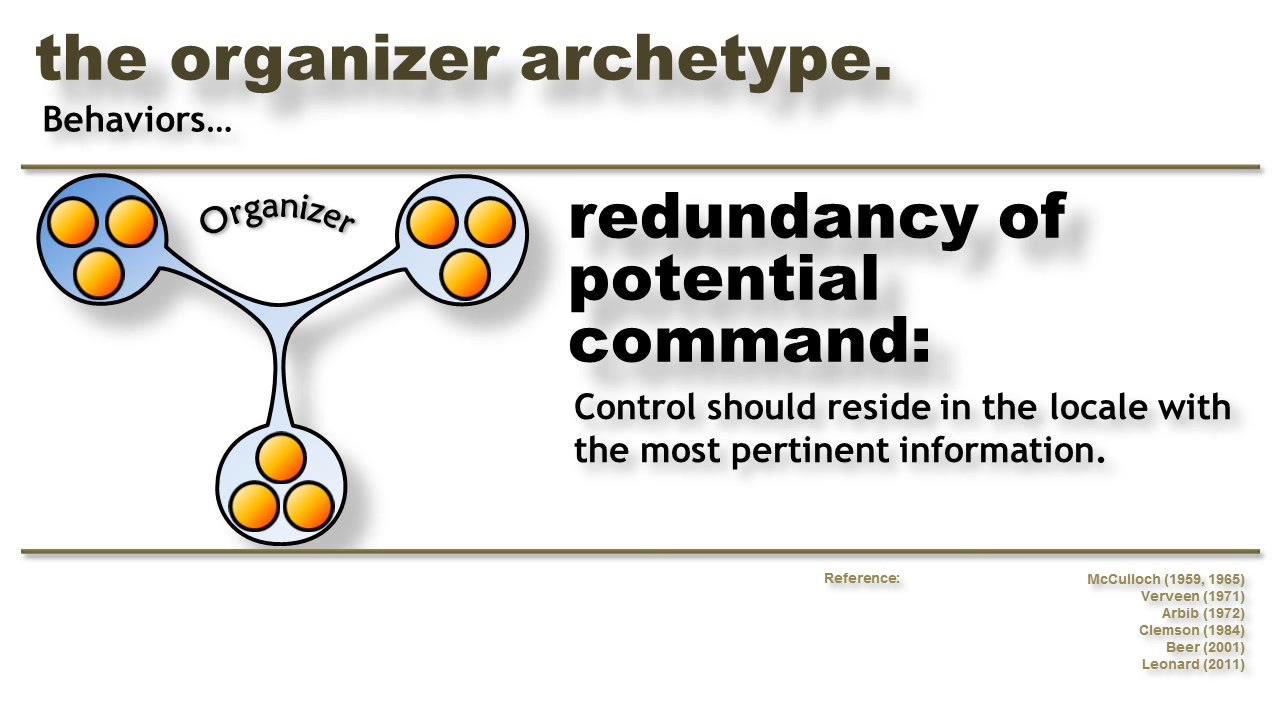 the organizer archetype.
Behaviors…
Organizer
redundancy of
potential
command:
Control should reside in the locale with
the most pertinent information.
Reference:
McCulloch (1959, 1965)
Verveen (1971)
Arbib (1972)
Clemson (1984)
Beer (2001)
Leonard (2011)